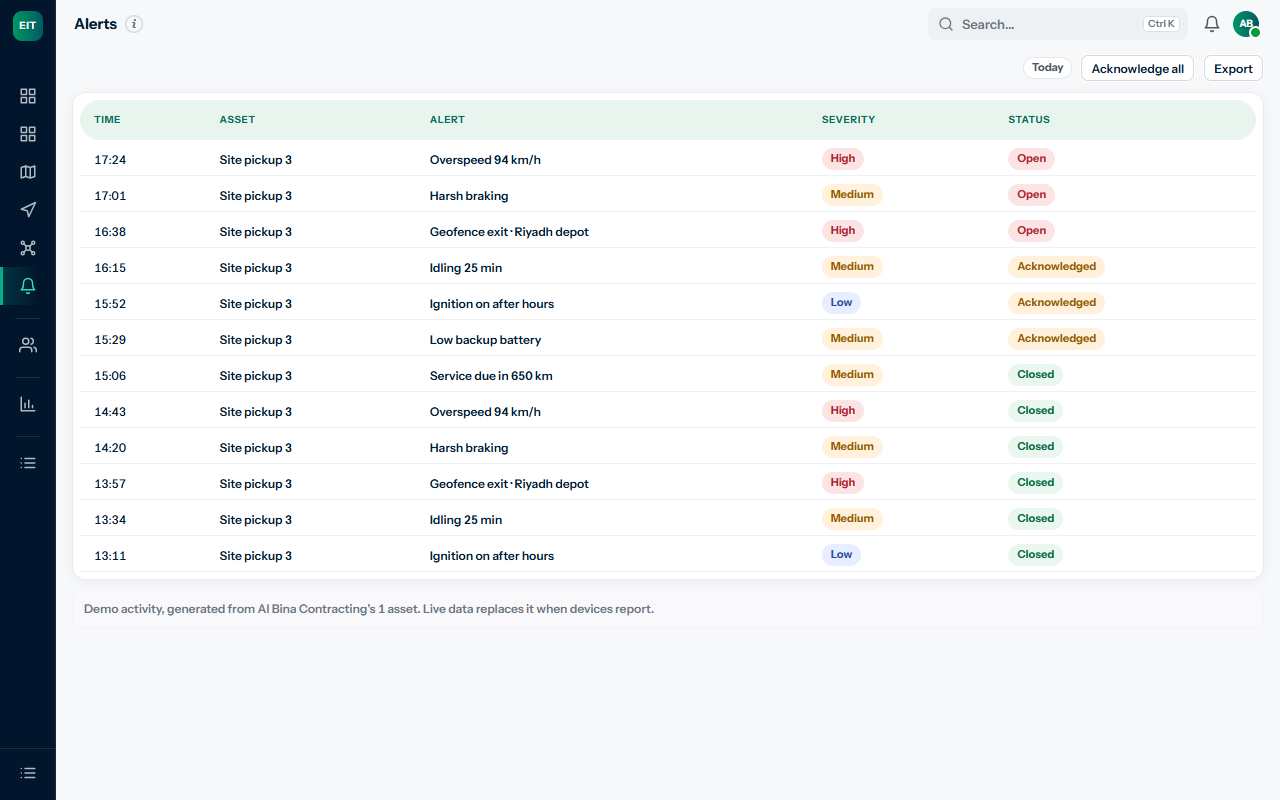 EIT
Alerts i
Search... Ctrl K
AB
Today Acknowledge all Export
TIME ASSET ALERT SEVERITY STATUS
17:24 Site pickup 3 Overspeed 94 km/h High Open
17:01 Site pickup 3 Harsh braking Medium Open
16:38 Site pickup 3 Geofence exit · Riyadh depot High Open
16:15 Site pickup 3 Idling 25 min Medium Acknowledged
15:52 Site pickup 3 Ignition on after hours Low Acknowledged
15:29 Site pickup 3 Low backup battery Medium Acknowledged
15:06 Site pickup 3 Service due in 650 km Medium Closed
14:43 Site pickup 3 Overspeed 94 km/h High Closed
14:20 Site pickup 3 Harsh braking Medium Closed
13:57 Site pickup 3 Geofence exit · Riyadh depot High Closed
13:34 Site pickup 3 Idling 25 min Medium Closed
13:11 Site pickup 3 Ignition on after hours Low Closed
Demo activity, generated from Al Bina Contracting's 1 asset. Live data replaces it when devices report.